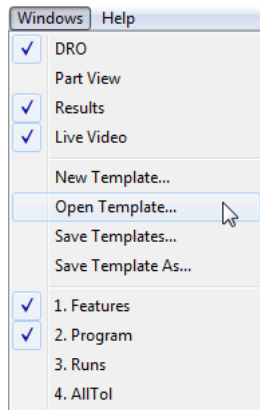 Windows Help
DRO
Part View
Results
Live Video
New Template...
Open Template...
Save Templates...
Save Template As...
1. Features
2. Program
3. Runs
4. AllTol